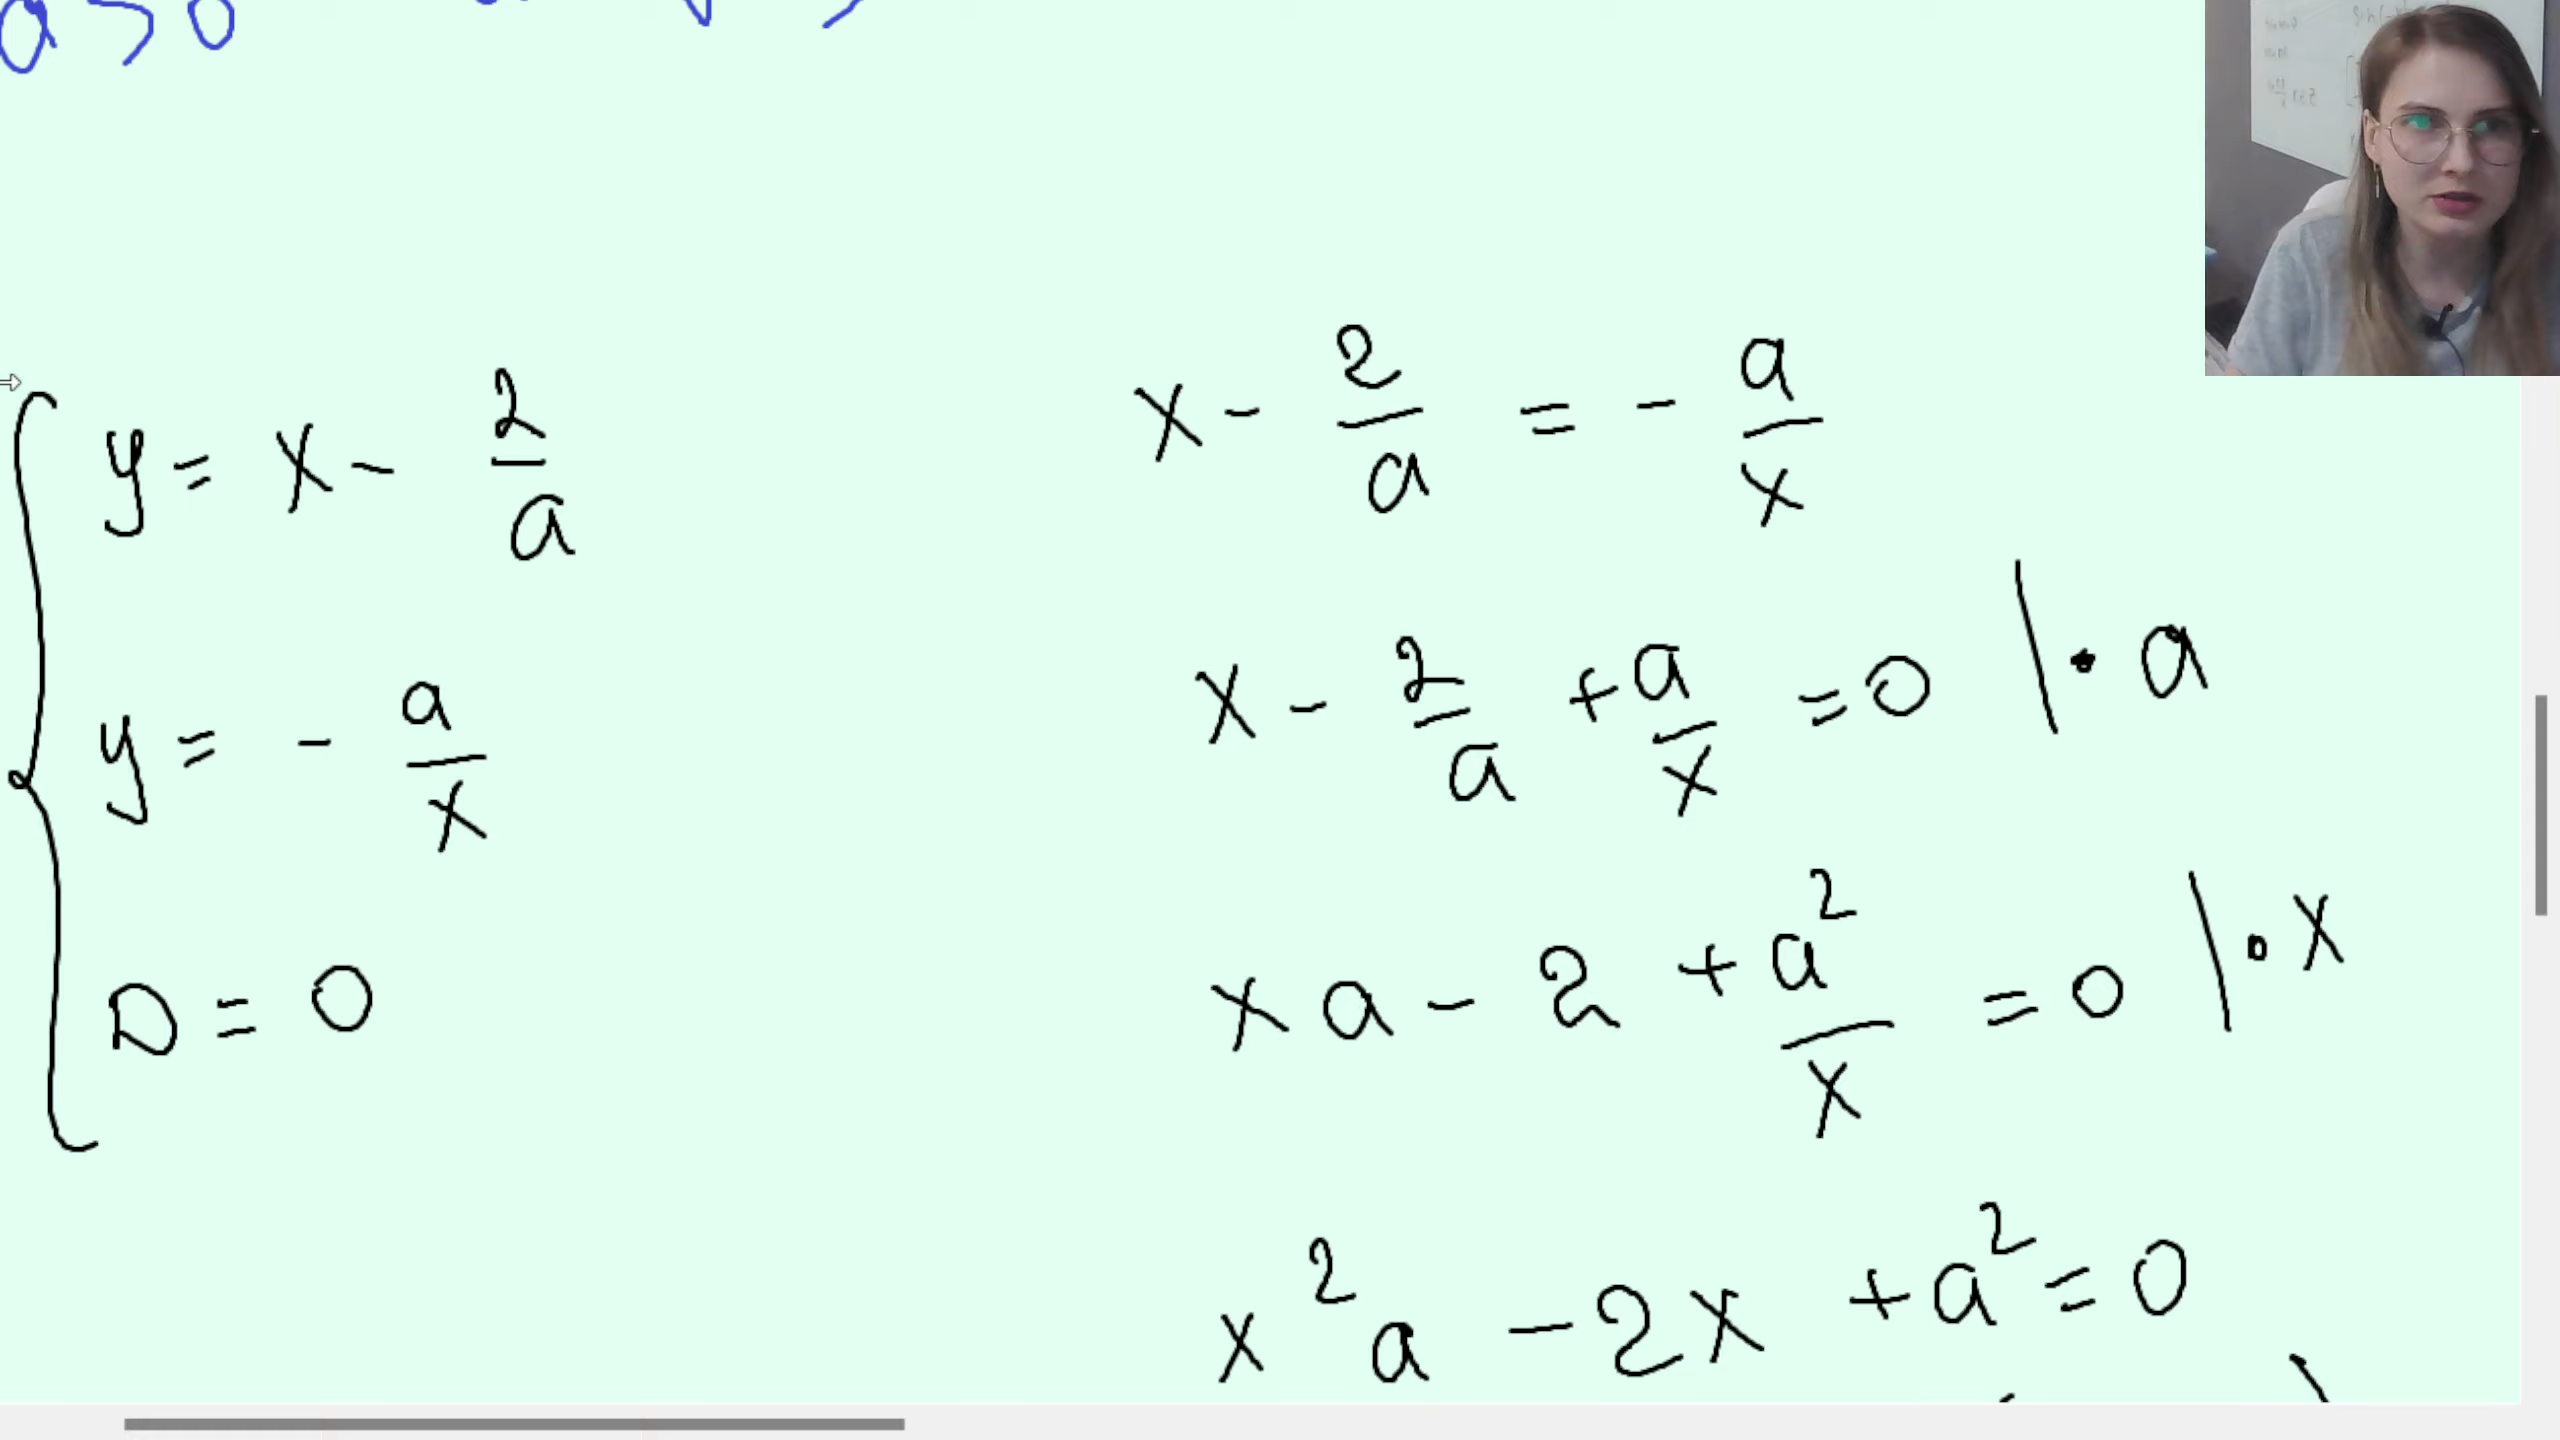 a > 0
y = x - 2/a
y = - a/x
D = 0
x - 2/a = - a/x
x - 2/a + a/x = 0 | · a
xa - 2 + a²/x = 0 | · x
x²a - 2x + a² = 0